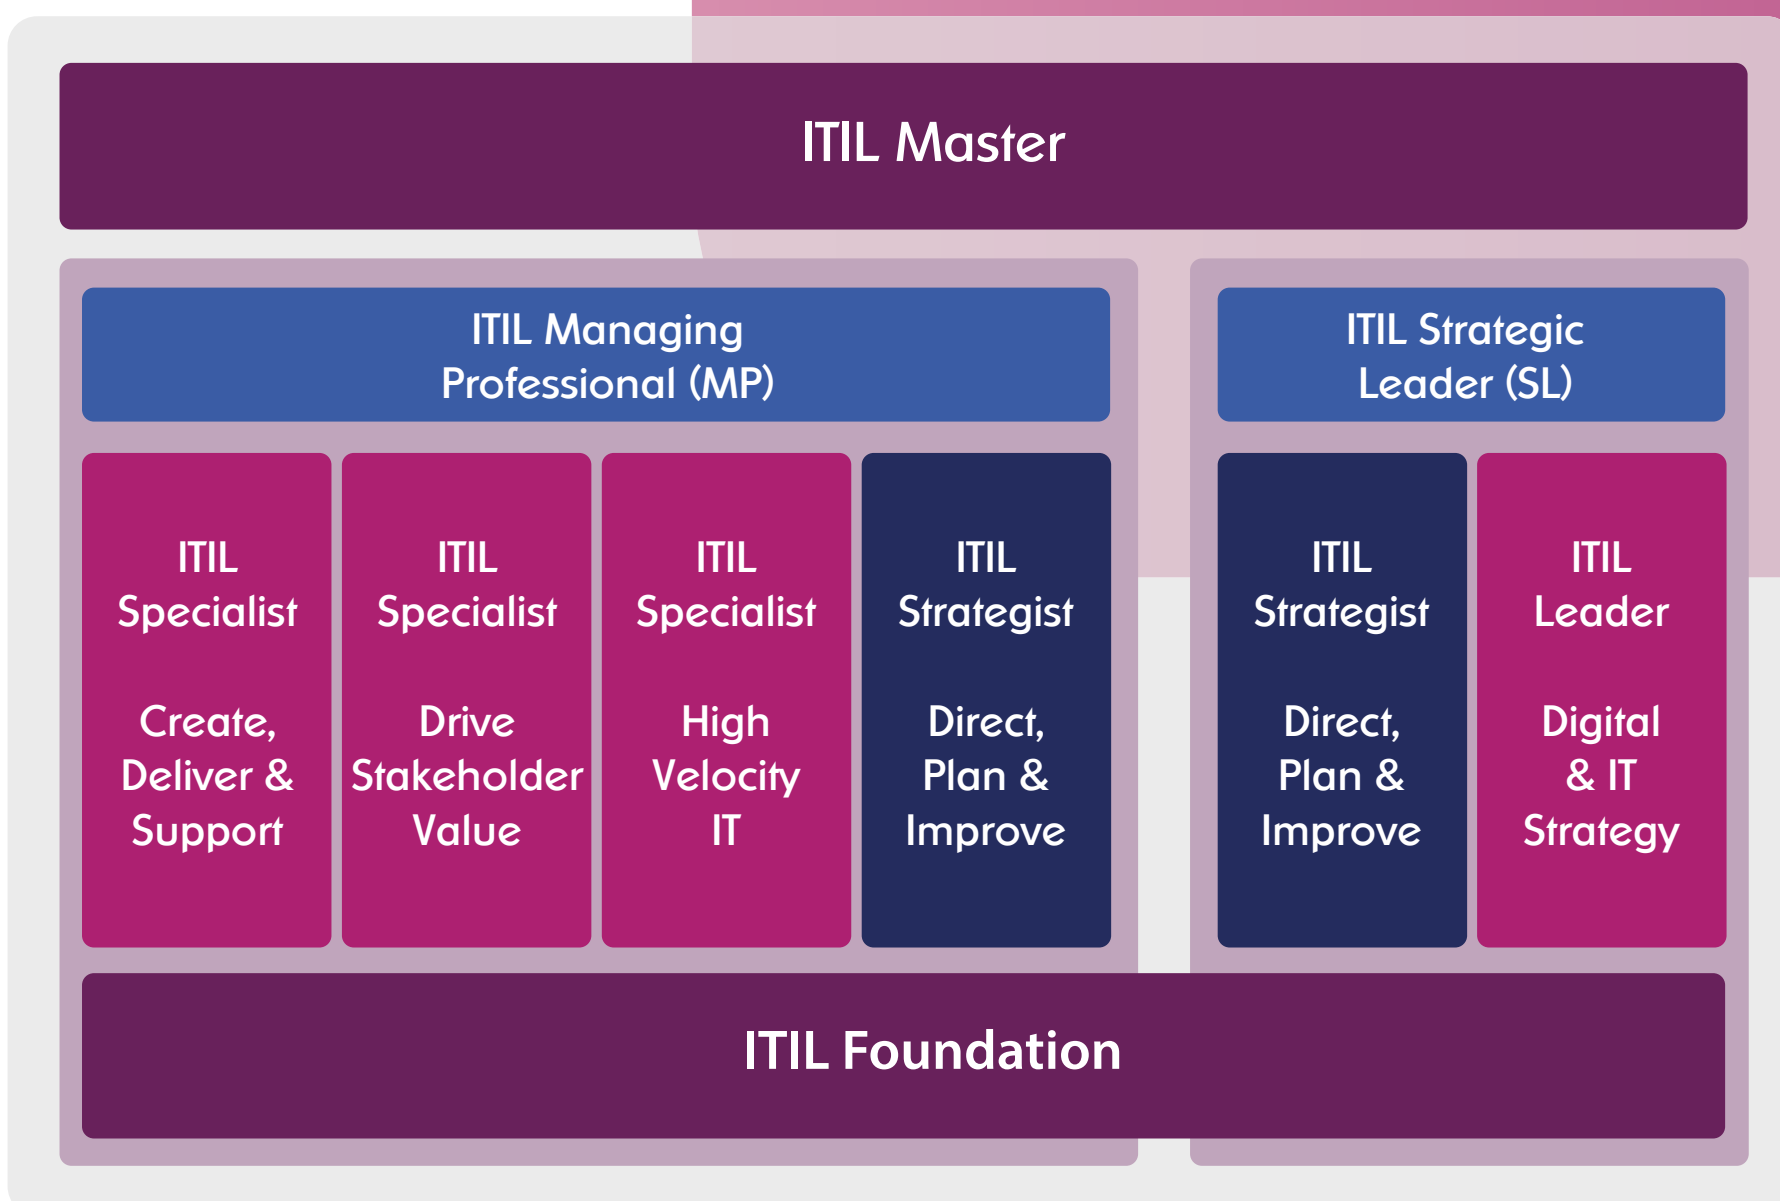 ITIL Master
ITIL Managing
Professional (MP)
ITIL Strategic
Leader (SL)
ITIL
Specialist
Create,
Deliver &
Support
ITIL
Specialist
Drive
Stakeholder
Value
ITIL
Specialist
High
Velocity
IT
ITIL
Strategist
Direct,
Plan &
Improve
ITIL
Strategist
Direct,
Plan &
Improve
ITIL
Leader
Digital
& IT
Strategy
ITIL Foundation